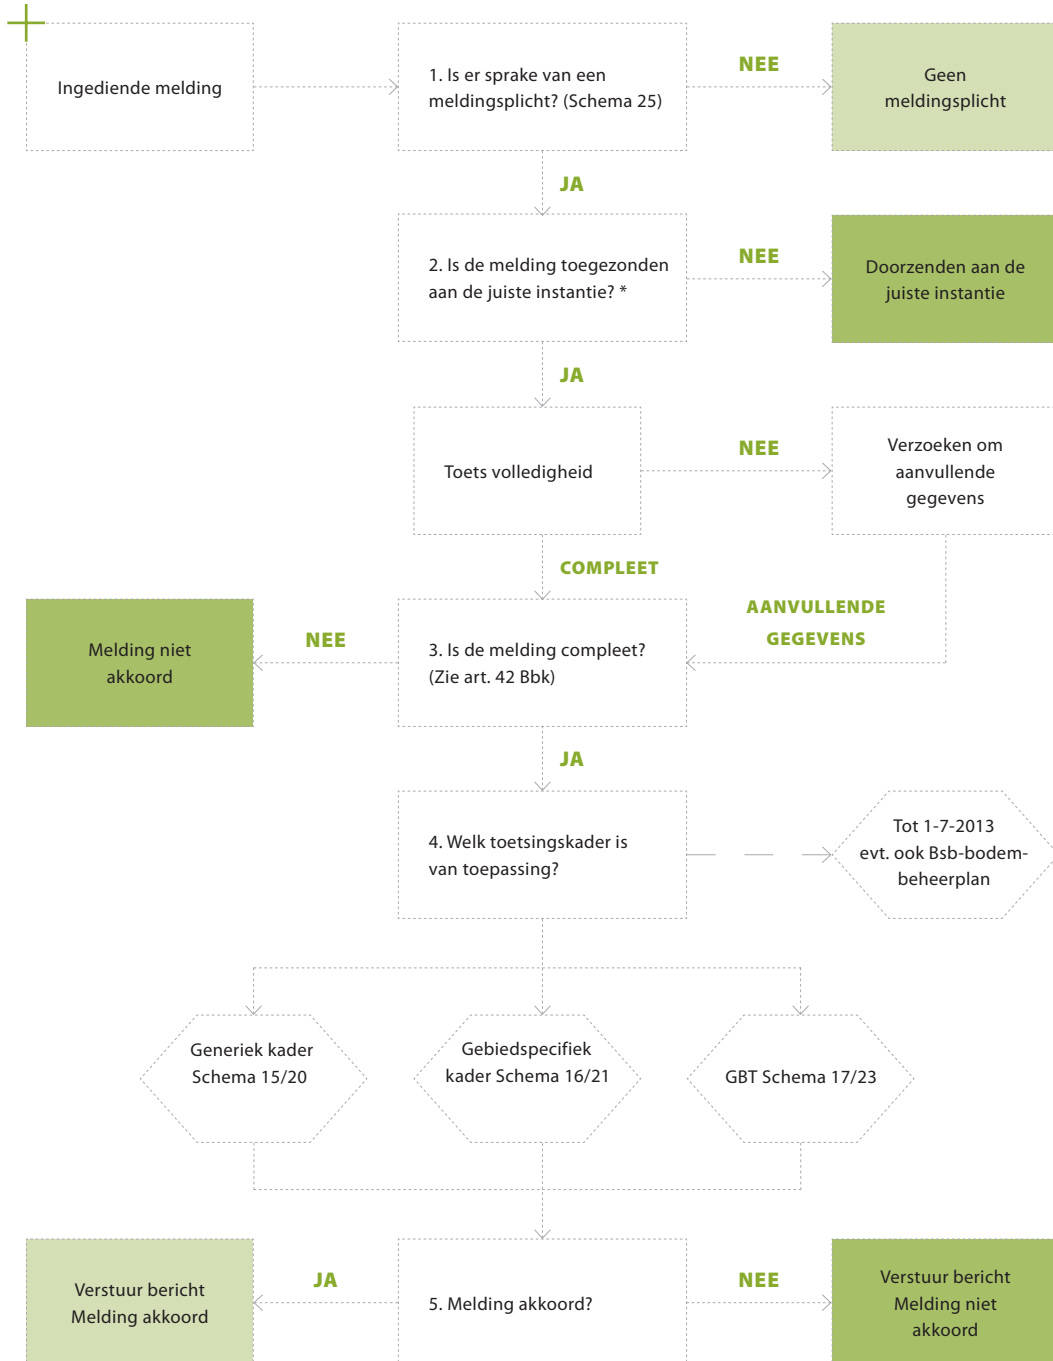 Ingediende melding
1. Is er sprake van een
meldingsplicht? (Schema 25)
NEE
Geen
meldingsplicht
JA
2. Is de melding toegezonden
aan de juiste instantie? *
NEE
Doorzenden aan de
juiste instantie
JA
Toets volledigheid
NEE
Verzoeken om
aanvullende
gegevens
COMPLEET
AANVULLENDE
GEGEVENS
Melding niet
akkoord
NEE
3. Is de melding compleet?
(Zie art. 42 Bbk)
JA
4. Welk toetsingskader is
van toepassing?
Tot 1-7-2013
evt. ook Bsb-bodem-
beheerplan
Generiek kader
Schema 15/20
Gebiedspecifiek
kader Schema 16/21
GBT Schema 17/23
Verstuur bericht
Melding akkoord
JA
5. Melding akkoord?
NEE
Verstuur bericht
Melding niet
akkoord